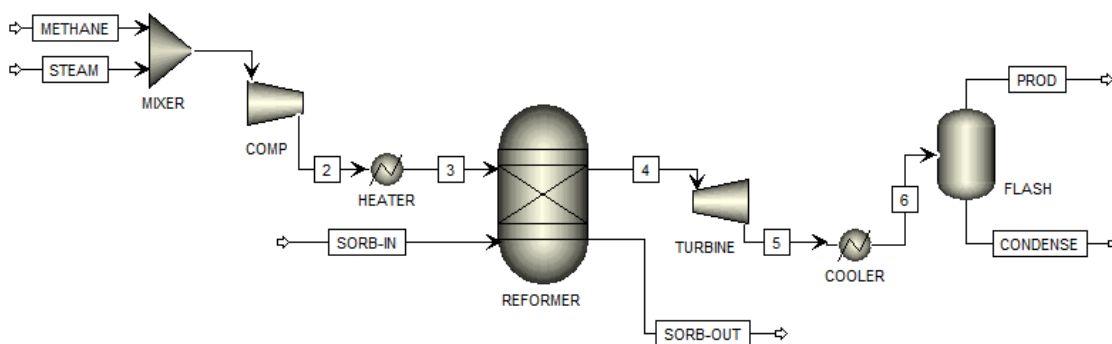 METHANE
STEAM
MIXER
COMP
2
HEATER
3
SORB-IN
REFORMER
4
SORB-OUT
TURBINE
5
COOLER
6
PROD
FLASH
CONDENSE